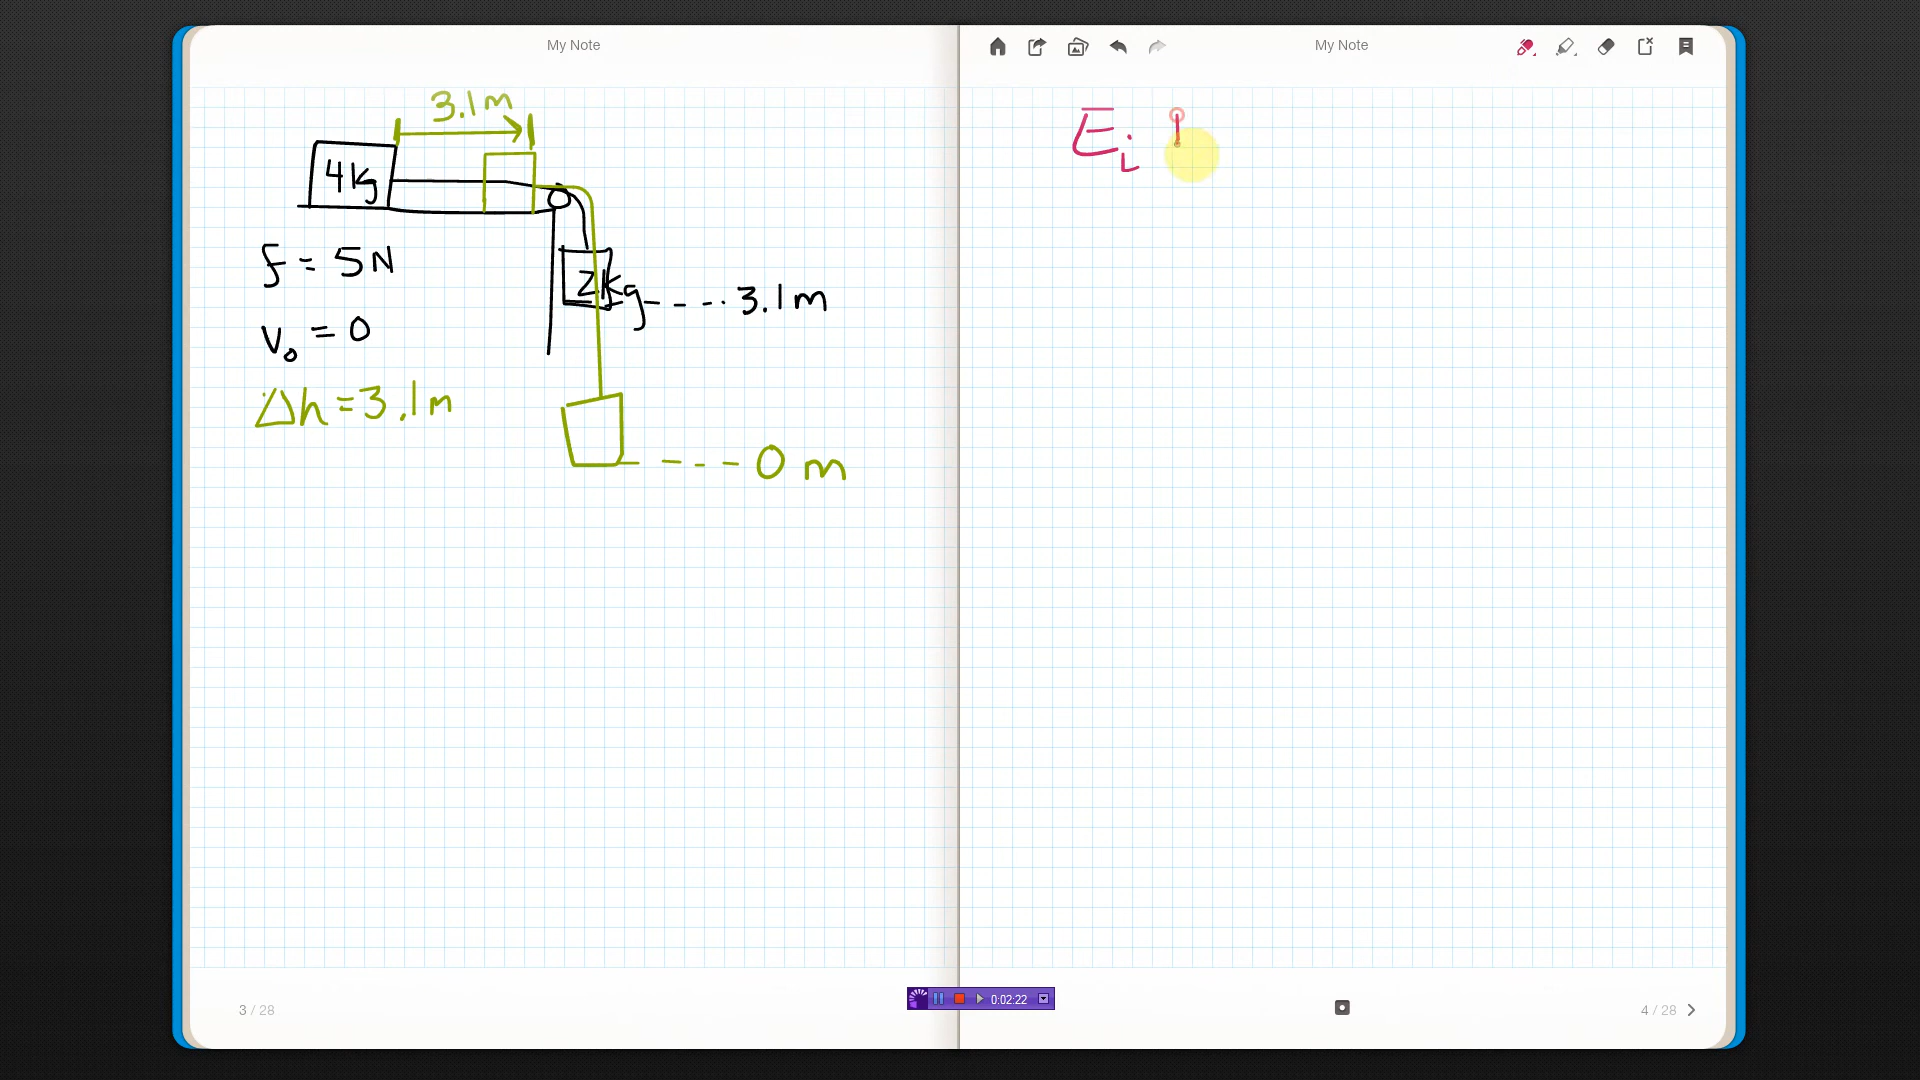 My Note
3.1m
4kg
f = 5N
2kg ---- 3.1m
v₀ = 0
Δh = 3.1m
---- 0 m
3 / 28
My Note
Eᵢ
0:02:22
4 / 28